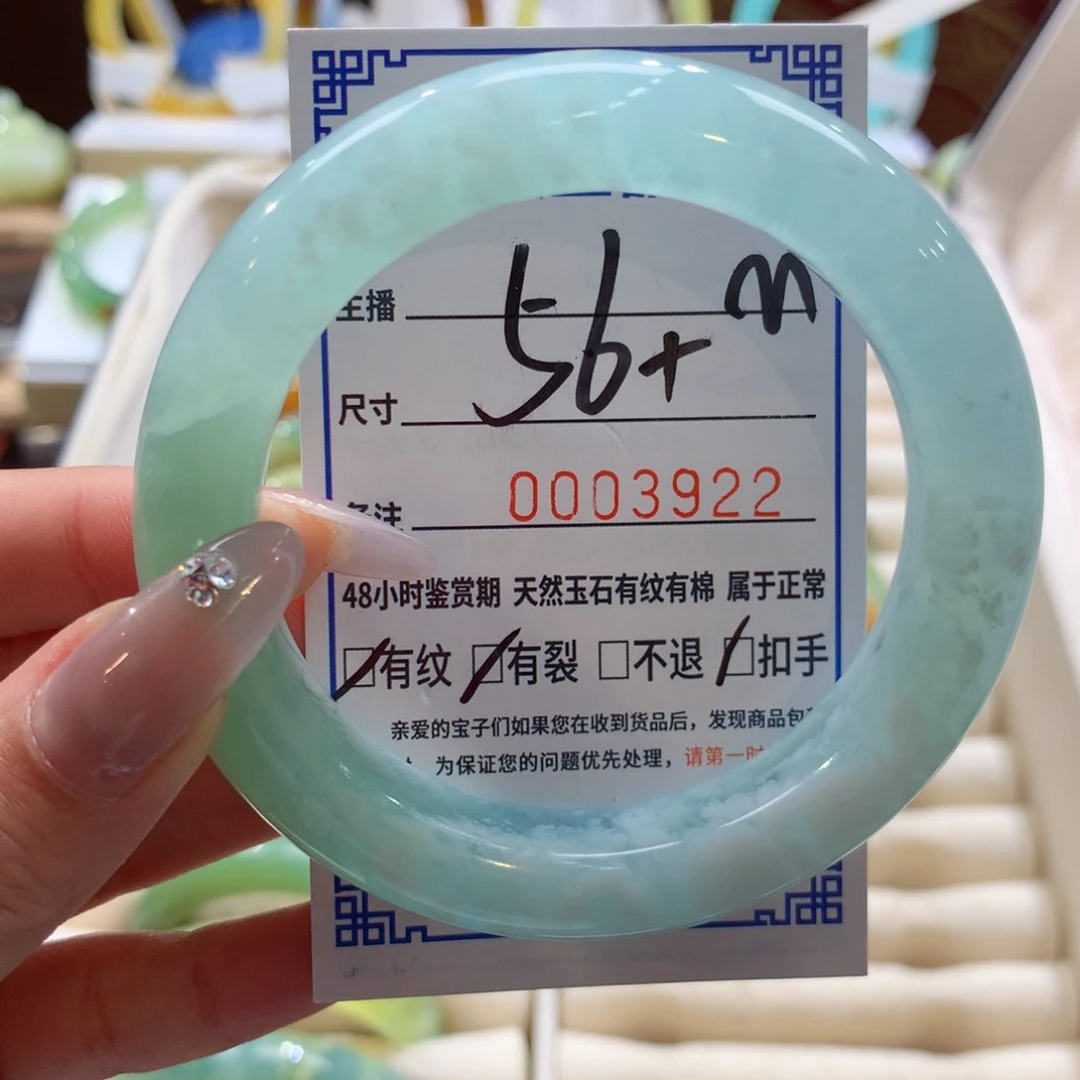 主播
尺寸 56+ m
备注 0003922
48小时鉴赏期 天然玉石有纹有棉 属于正常
有纹 有裂 不退 扣手
亲爱的宝子们如果您在收到货品后，发现商品包
为保证您的问题优先处理，请第一时